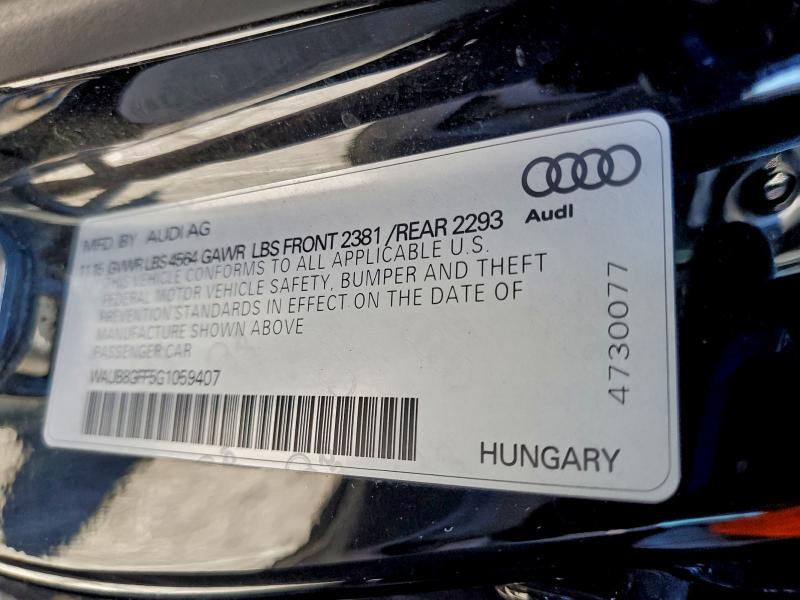 Audi
MFD BY AUDI AG
11 15 GVWR LBS 4564 GAWR LBS FRONT 2381 /REAR 2293
THIS VEHICLE CONFORMS TO ALL APPLICABLE U.S.
FEDERAL MOTOR VEHICLE SAFETY, BUMPER AND THEFT
PREVENTION STANDARDS IN EFFECT ON THE DATE OF
MANUFACTURE SHOWN ABOVE
PASSENGER CAR
WAUB8GFF5G1059407
HUNGARY
4730077